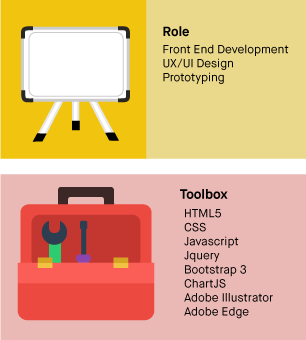 Role
Front End Development
UX/UI Design
Prototyping
Toolbox
HTML5
CSS
Javascript
Jquery
Bootstrap 3
ChartJS
Adobe Illustrator
Adobe Edge